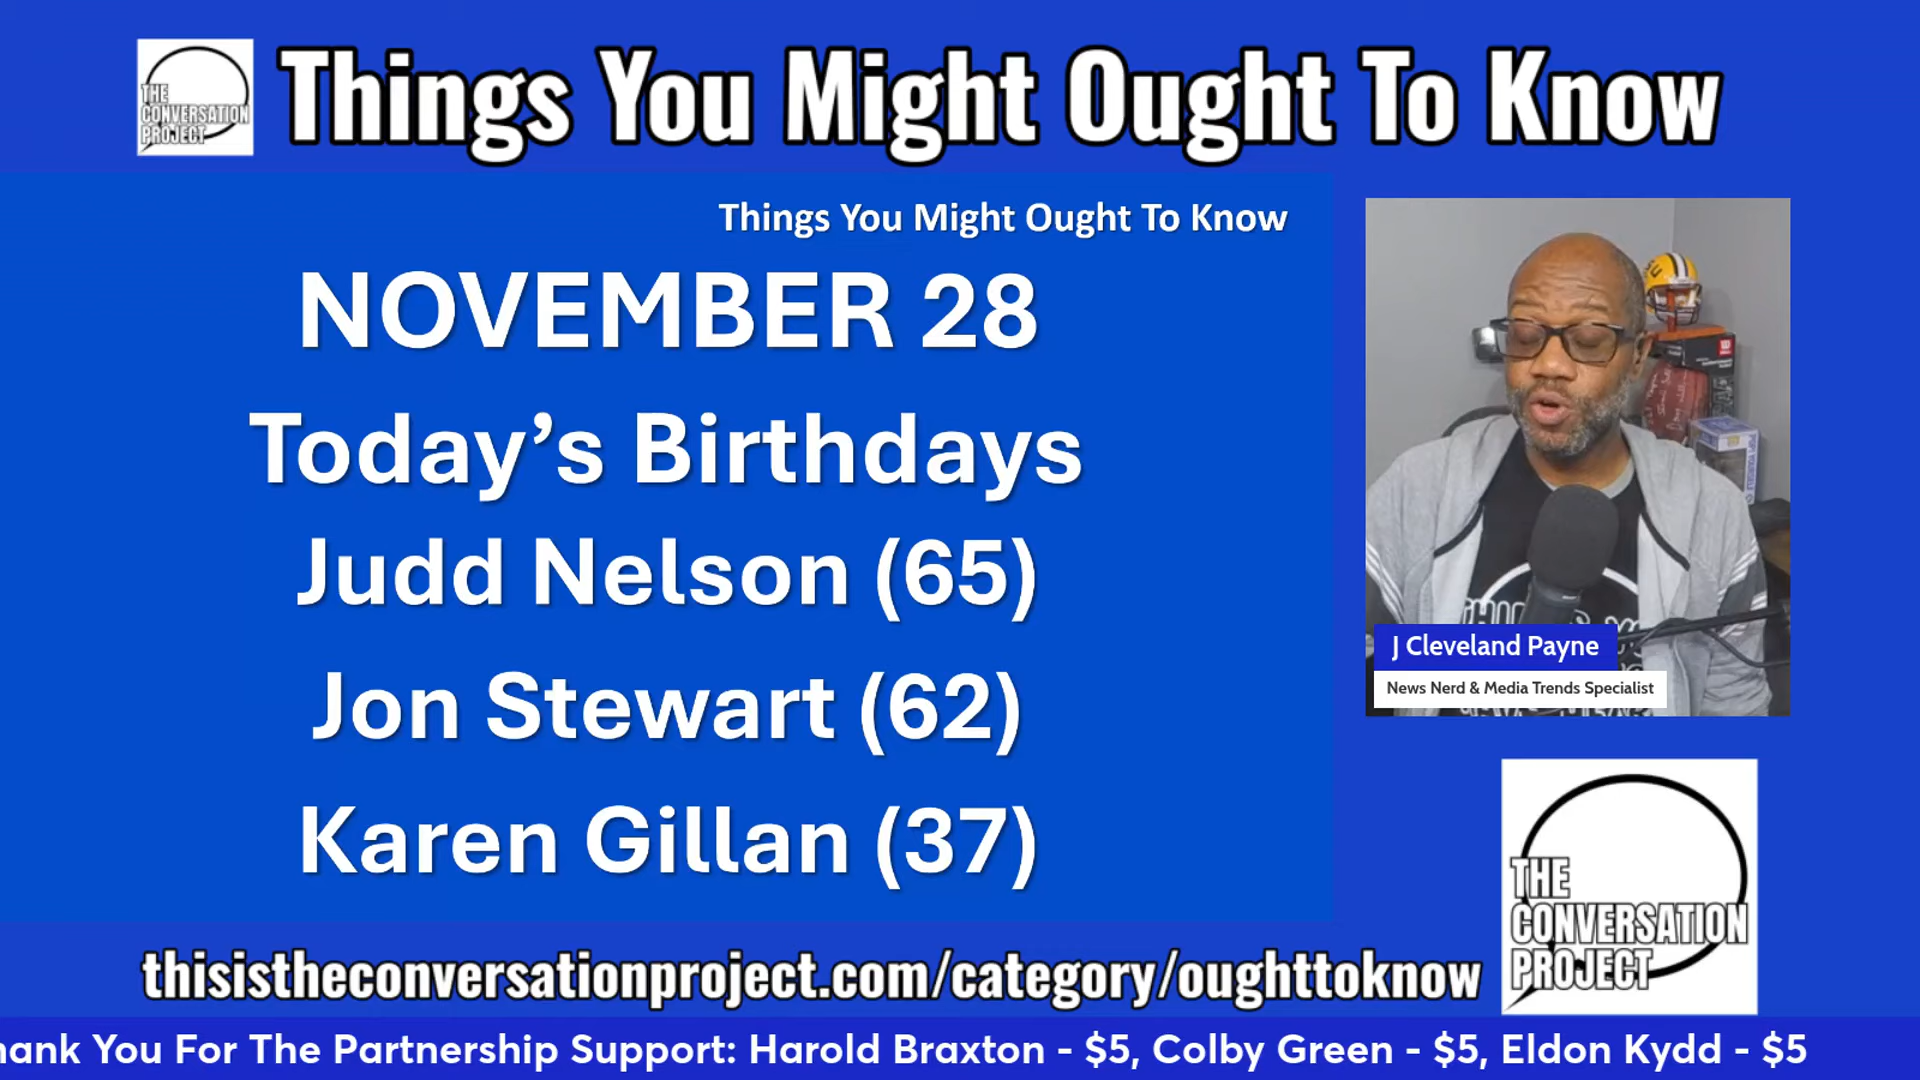 THE
CONVERSATION
PROJECT
Things You Might Ought To Know
Things You Might Ought To Know
NOVEMBER 28
Today’s Birthdays
Judd Nelson (65)
Jon Stewart (62)
Karen Gillan (37)
J Cleveland Payne
News Nerd & Media Trends Specialist
THE
CONVERSATION
PROJECT
thisistheconversationproject.com/category/oughttoknow
hank You For The Partnership Support: Harold Braxton - $5, Colby Green - $5, Eldon Kydd - $5